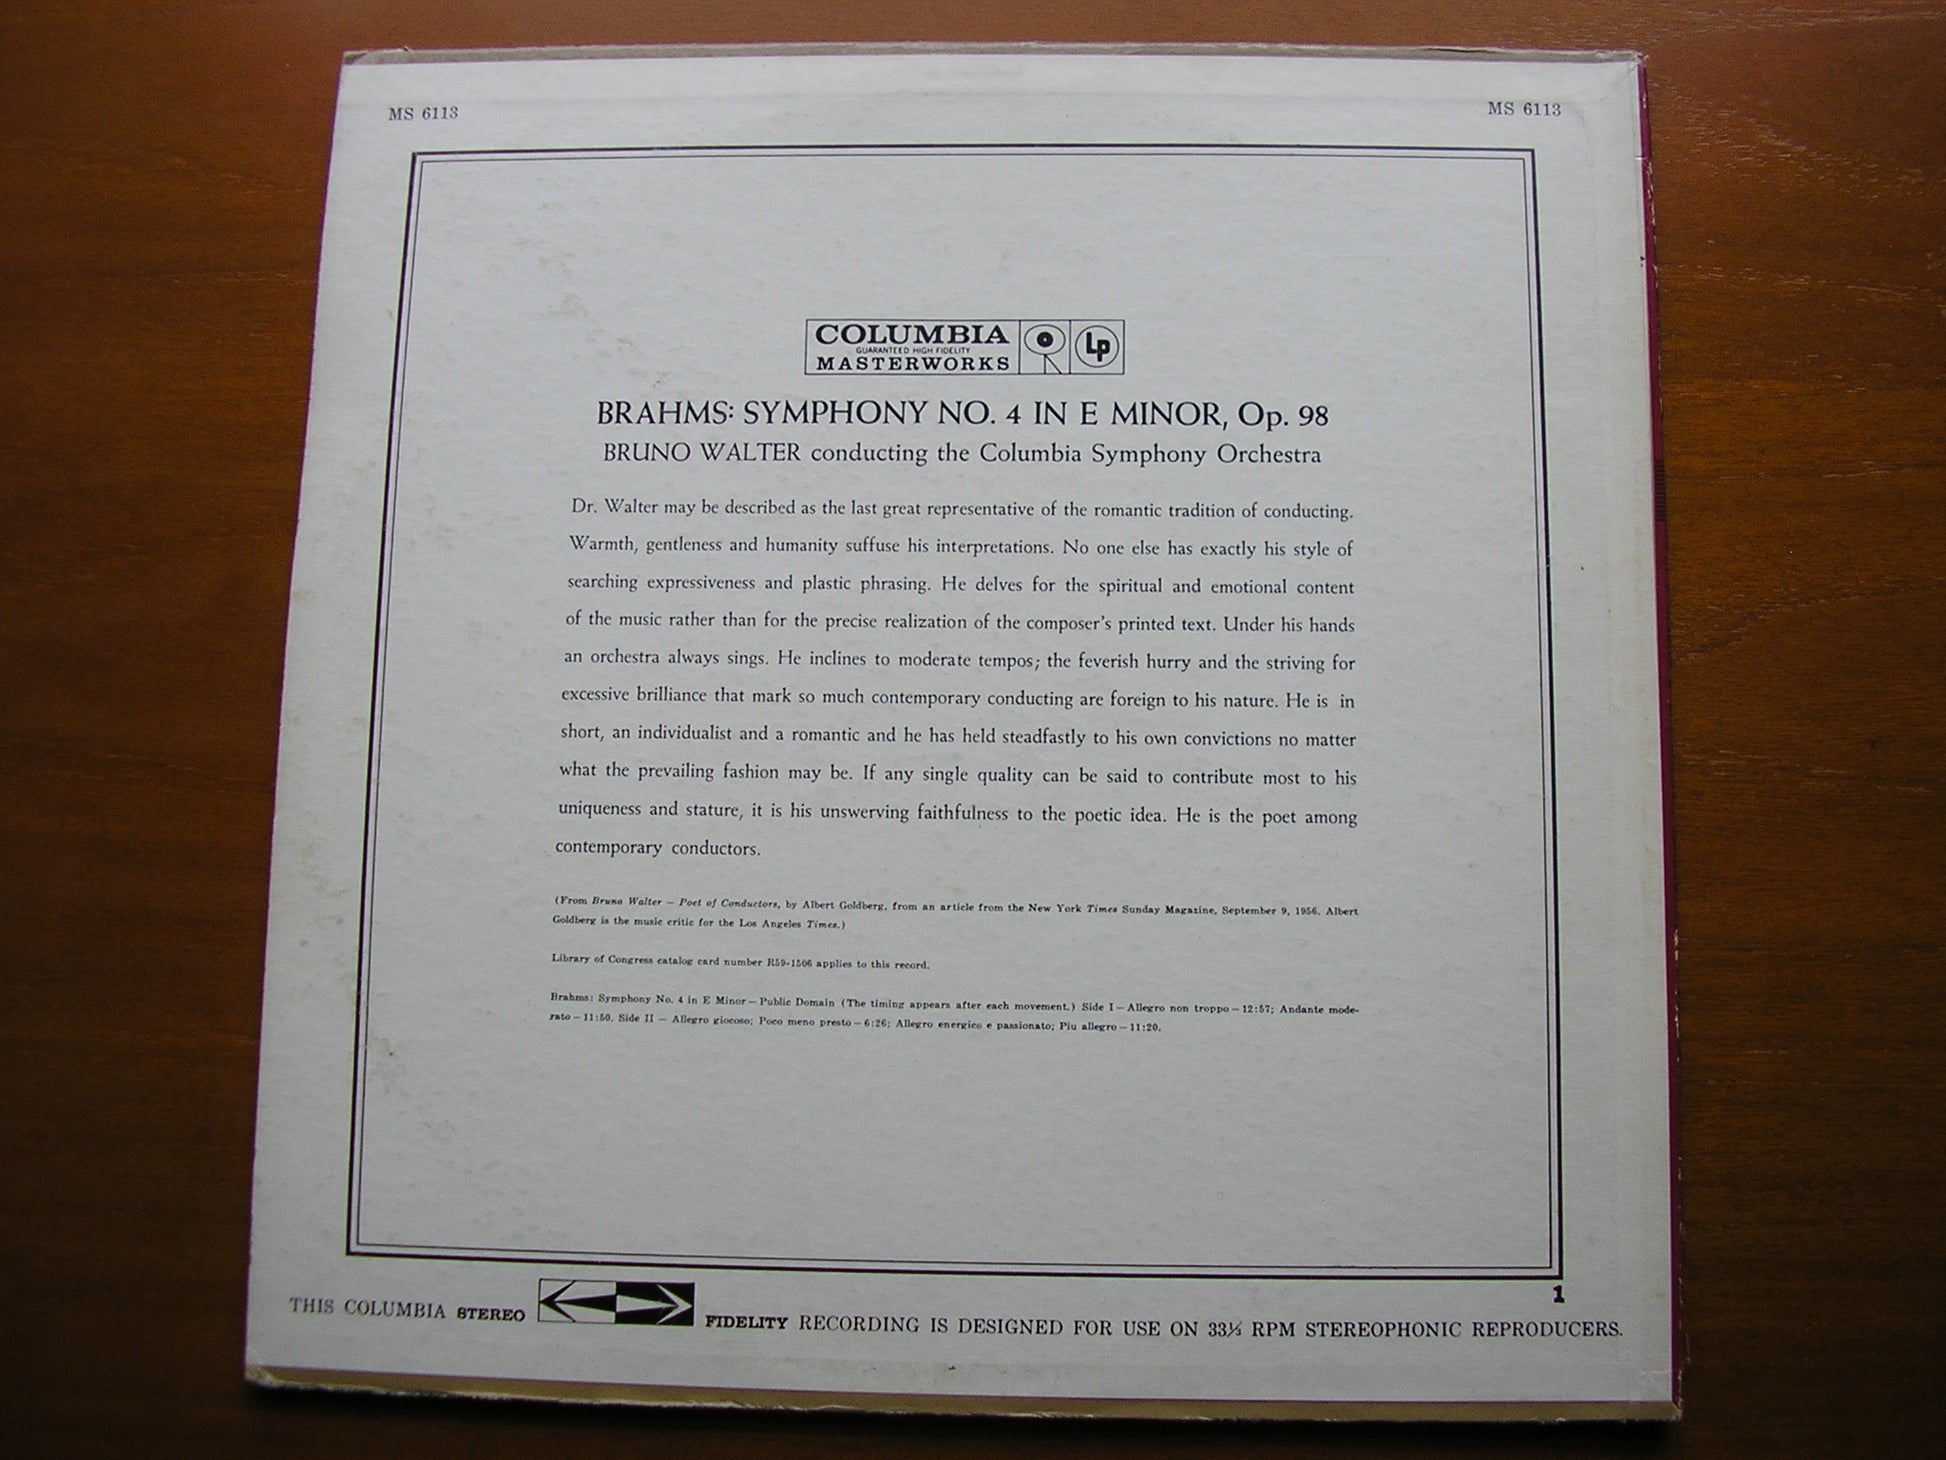 MS 6113
MS 6113
COLUMBIA
GUARANTEED HIGH FIDELITY
MASTERWORKS
Lp
BRAHMS: SYMPHONY NO. 4 IN E MINOR, Op. 98
BRUNO WALTER conducting the Columbia Symphony Orchestra
Dr. Walter may be described as the last great representative of the romantic tradition of conducting.
Warmth, gentleness and humanity suffuse his interpretations. No one else has exactly his style of
searching expressiveness and plastic phrasing. He delves for the spiritual and emotional content
of the music rather than for the precise realization of the composer's printed text. Under his hands
an orchestra always sings. He inclines to moderate tempos; the feverish hurry and the striving for
excessive brilliance that mark so much contemporary conducting are foreign to his nature. He is in
short, an individualist and a romantic and he has held steadfastly to his own convictions no matter
what the prevailing fashion may be. If any single quality can be said to contribute most to his
uniqueness and stature, it is his unswerving faithfulness to the poetic idea. He is the poet among
contemporary conductors.
(From Bruno Walter – Poet of Conductors, by Albert Goldberg, from an article from the New York Times Sunday Magazine, September 9, 1956. Albert
Goldberg is the music critic for the Los Angeles Times.)
Library of Congress catalog card number R59-1506 applies to this record.
Brahms: Symphony No. 4 in E Minor – Public Domain (The timing appears after each movement.) Side I – Allegro non troppo – 12:57; Andante mode-
rato – 11:50. Side II – Allegro giocoso; Poco meno presto – 6:26; Allegro energico e passionato; Piu allegro – 11:20.
1
THIS COLUMBIA STEREO FIDELITY RECORDING IS DESIGNED FOR USE ON 33⅓ RPM STEREOPHONIC REPRODUCERS.